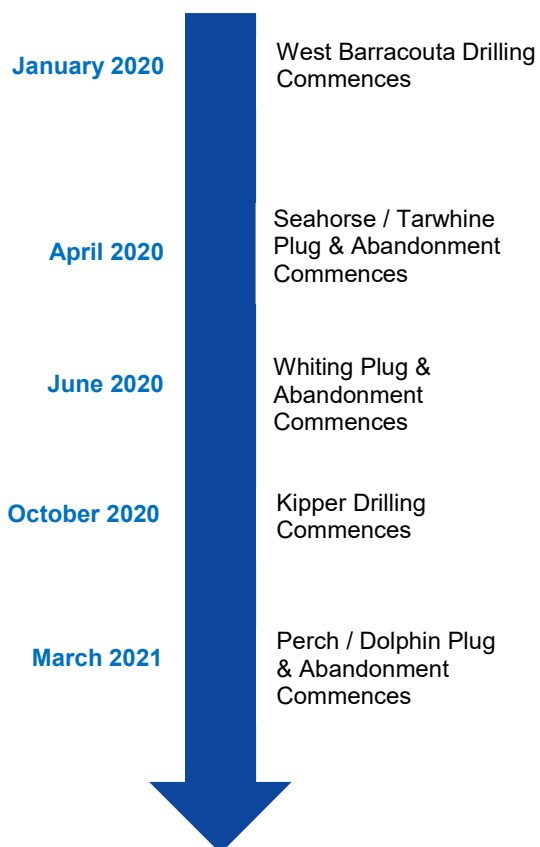 January 2020
West Barracouta Drilling
Commences
April 2020
Seahorse / Tarwhine
Plug & Abandonment
Commences
June 2020
Whiting Plug &
Abandonment
Commences
October 2020
Kipper Drilling
Commences
March 2021
Perch / Dolphin Plug
& Abandonment
Commences